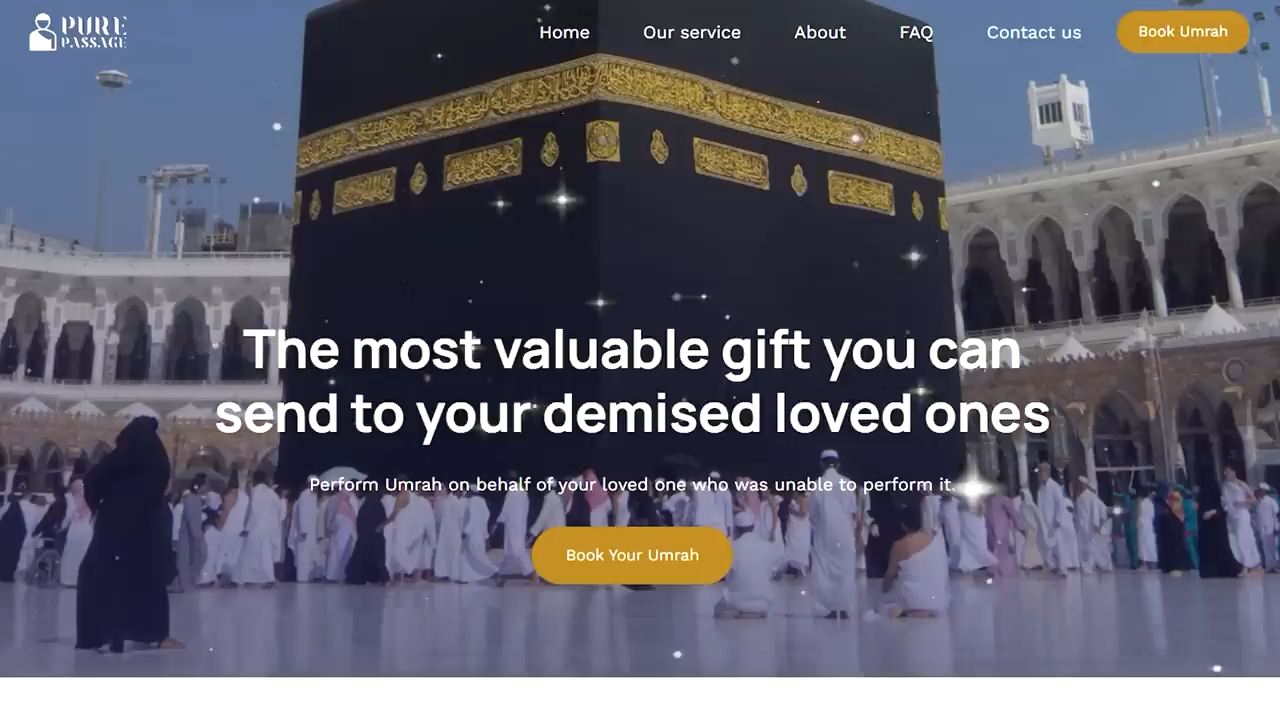 PURE
PASSAGE
Home
Our service
About
FAQ
Contact us
Book Umrah
The most valuable gift you can
send to your demised loved ones
Perform Umrah on behalf of your loved one who was unable to perform it.
Book Your Umrah